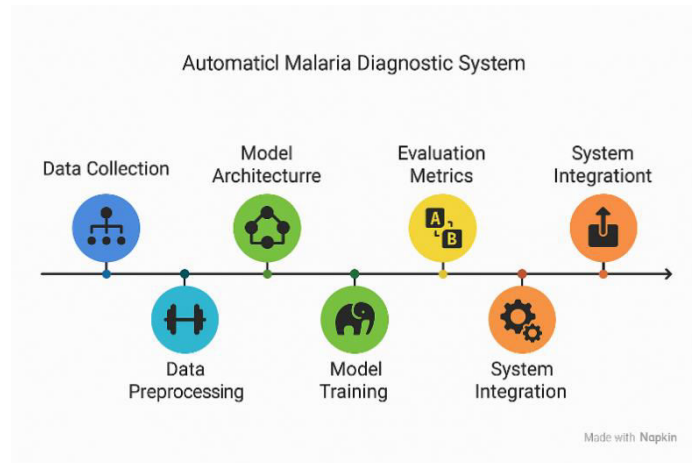 Automaticl Malaria Diagnostic System
Data Collection
Model
Architecturre
Evaluation
Metrics
System
Integrationt
A
B
Data
Preprocessing
Model
Training
System
Integration
Made with Napkin